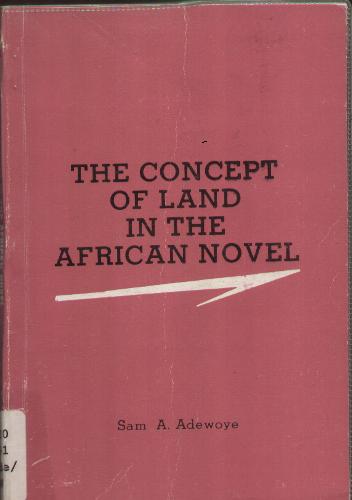 THE CONCEPT
OF LAND
IN THE
AFRICAN NOVEL
Sam A. Adewoye